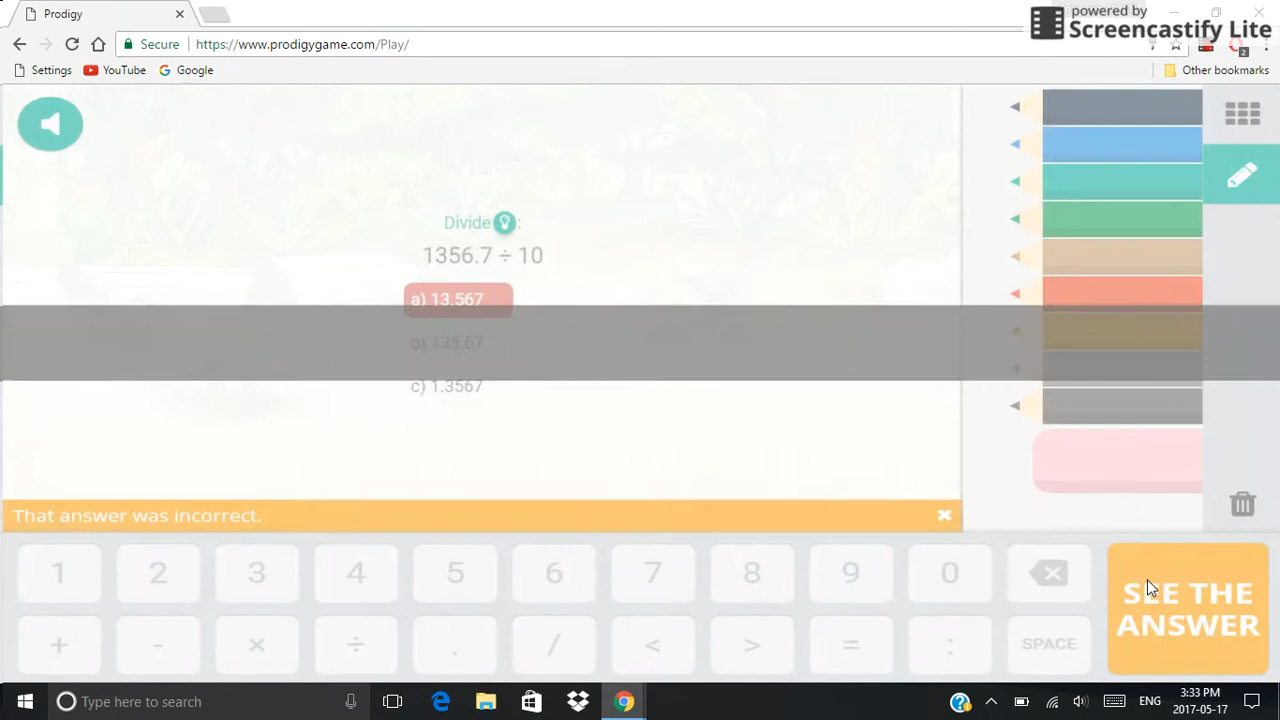 powered by
Screencastify Lite
Prodigy
Secure
https://www.prodigygame.com/Play/
2
Settings
YouTube
Google
Other bookmarks
Divide :
1356.7 ÷ 10
a) 13.567
b) 135.67
c) 1.3567
That answer was incorrect.
1 2 3 4 5 6 7 8 9 0
SEE THE
ANSWER
+ - × ÷ . / < > = : SPACE
Type here to search
ENG
3:33 PM
2017-05-17